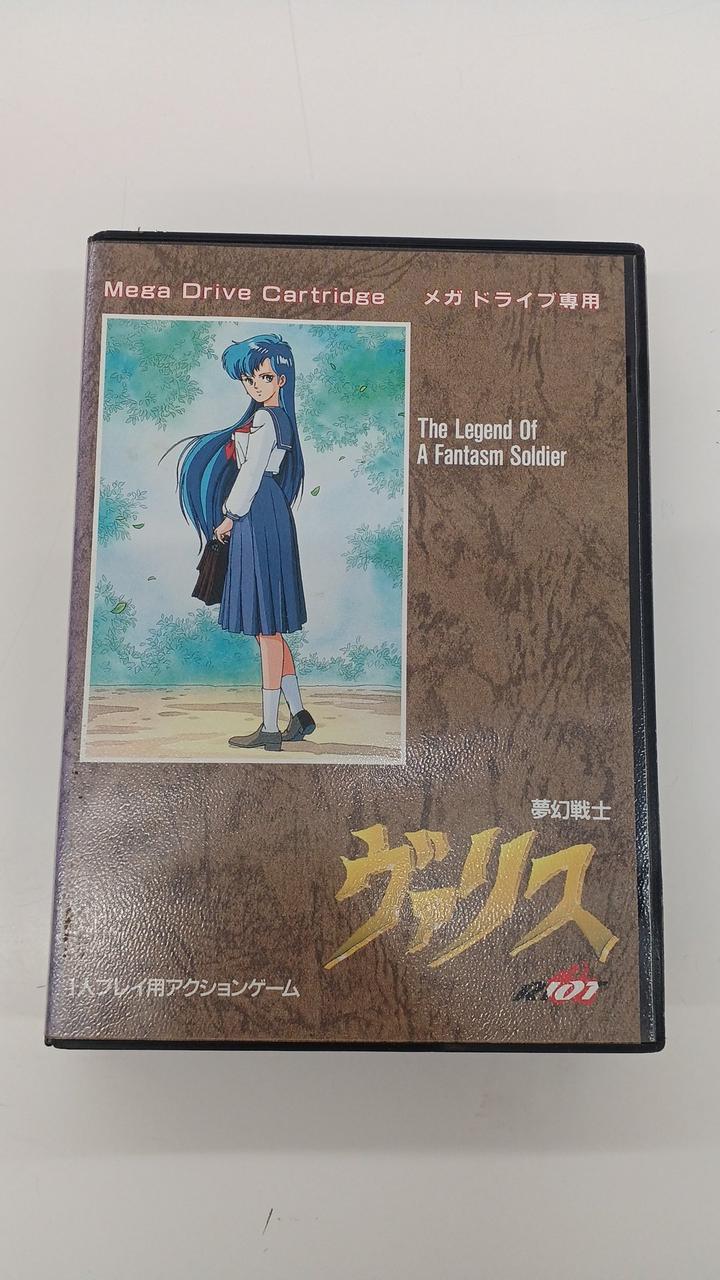 Mega Drive Cartridge メガドライブ専用
The Legend Of
A Fantasm Soldier
夢幻戦士
ヴァリス
RIOT
1人プレイ用アクションゲーム